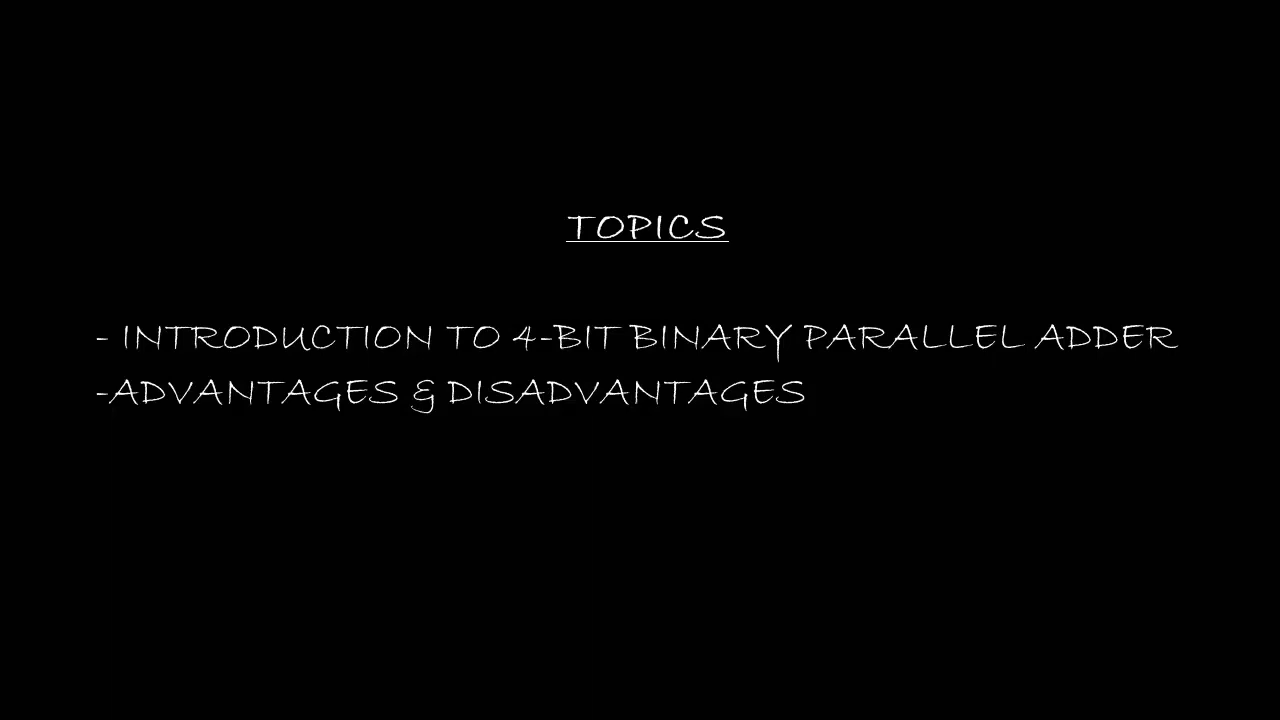 TOPICS
- INTRODUCTION TO 4-BIT BINARY PARALLEL ADDER
-ADVANTAGES & DISADVANTAGES